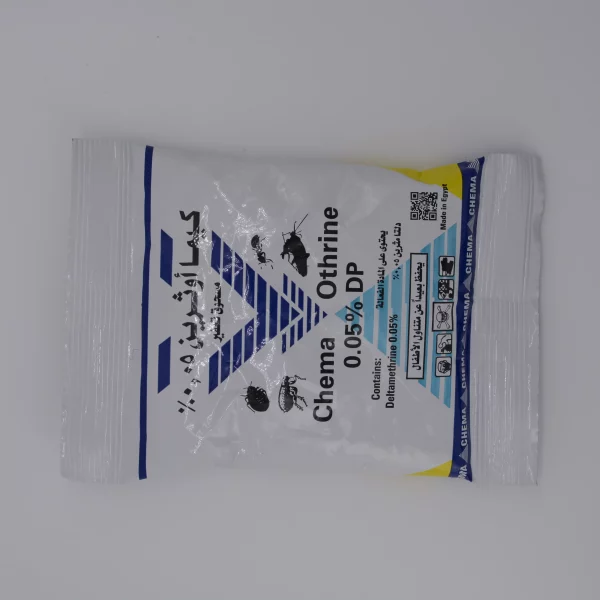 كيما أوثرين ٠,٠٥٪
مسحوق تعفير
Chema Othrine
0.05% DP
Contains:
Deltamethrine 0.05%
يحتوى على المادة الفعالة:
دلتا مثرين ٠,٠٥٪
يحفظ بعيداً عن متناول الأطفال
Made in Egypt
CHEMA CHEMA CHEMA CHEMA CHEMA